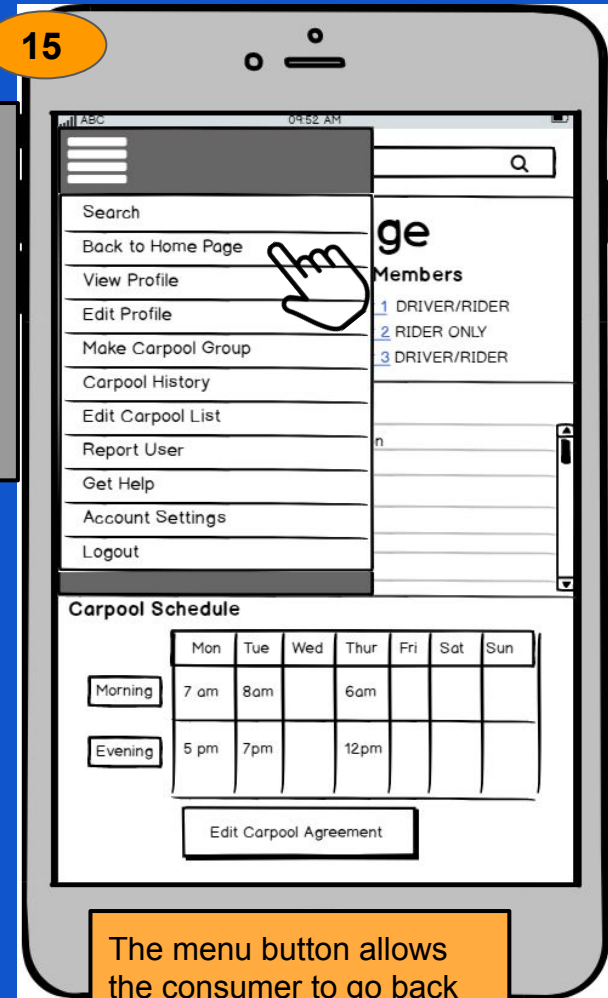 15
ABC 09:52 AM
Search
Back to Home Page
View Profile
Edit Profile
Make Carpool Group
Carpool History
Edit Carpool List
Report User
Get Help
Account Settings
Logout
ge
Members
1 DRIVER/RIDER
2 RIDER ONLY
3 DRIVER/RIDER
n
Carpool Schedule
Mon Tue Wed Thur Fri Sat Sun
Morning 7 am 8am 6am
Evening 5 pm 7pm 12pm
Edit Carpool Agreement
The menu button allows
the consumer to go back